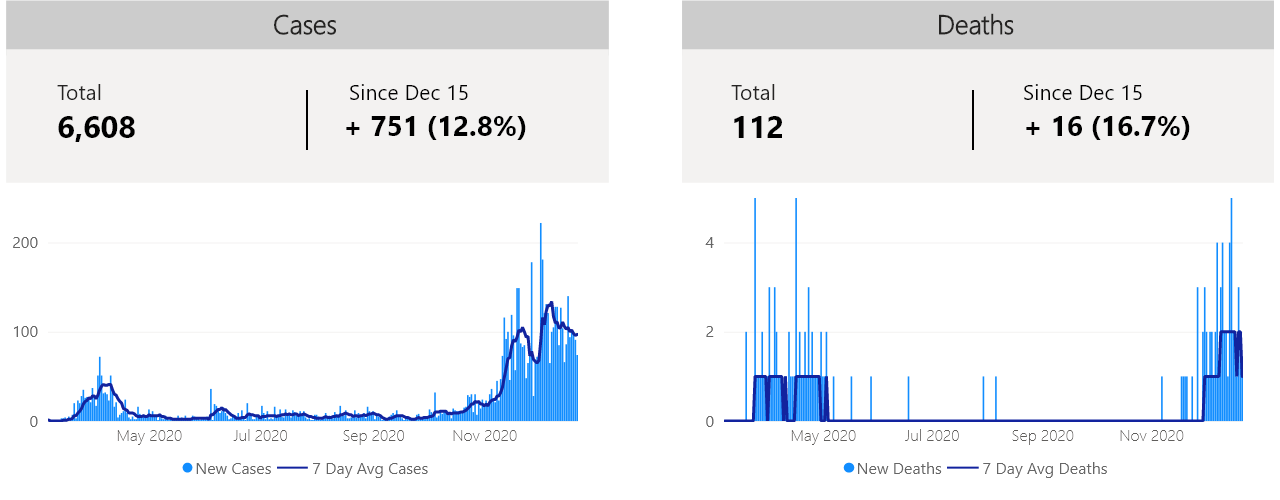 Cases
Total
Since Dec 15
6,608
+ 751 (12.8%)
200
100
0
May 2020
Jul 2020
Sep 2020
Nov 2020
New Cases
7 Day Avg Cases
Deaths
Total
Since Dec 15
112
+ 16 (16.7%)
4
2
0
May 2020
Jul 2020
Sep 2020
Nov 2020
New Deaths
7 Day Avg Deaths